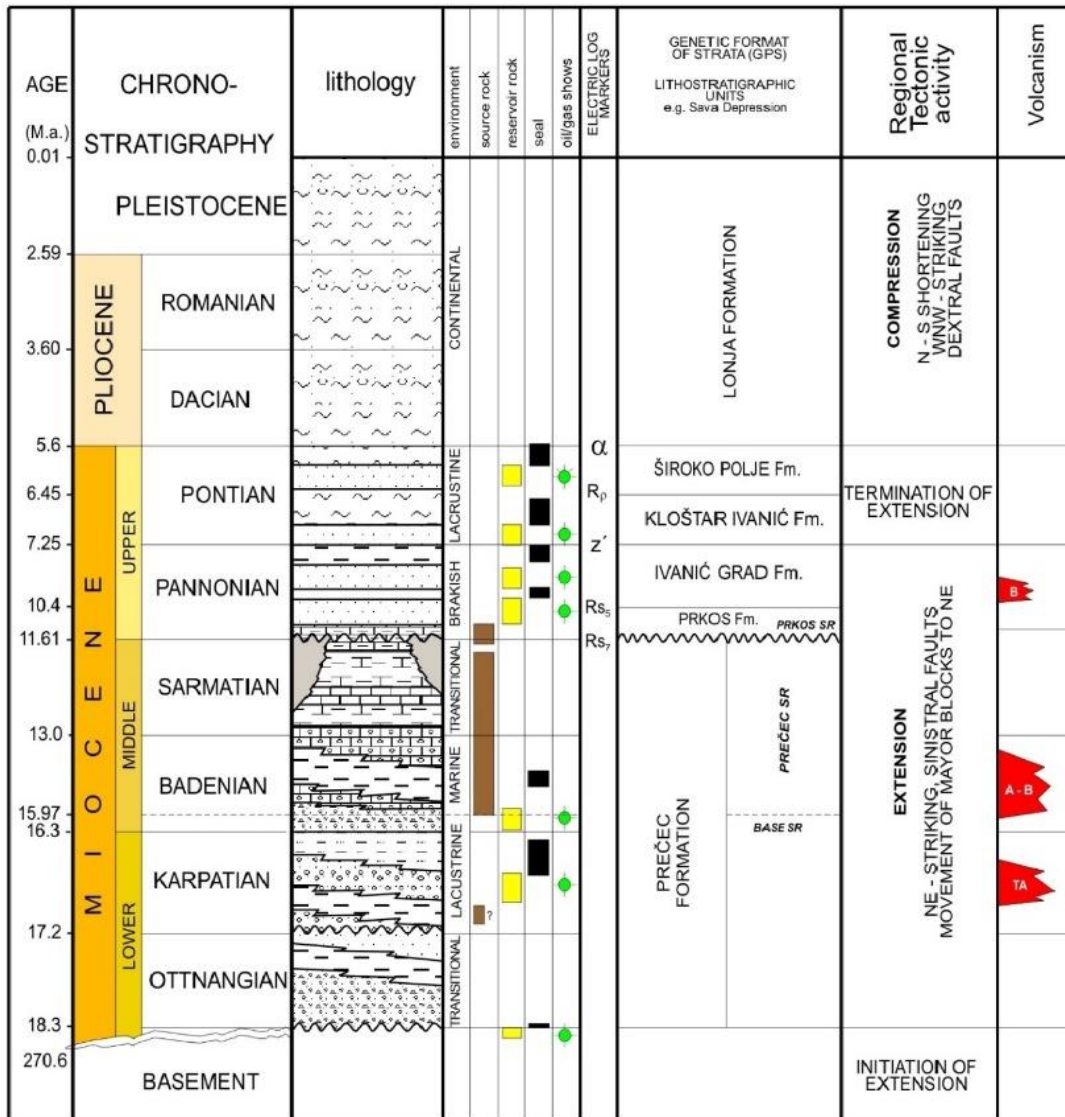 AGE
(M.a.)
CHRONO-
STRATIGRAPHY
lithology
environment
source rock
reservoir rock
seal
oil/gas shows
ELECTRIC LOG
MARKERS
GENETIC FORMAT
OF STRATA (GPS)
LITHOSTRATIGRAPHIC
UNITS
e.g. Sava Depression
Regional
Tectonic
activity
Volcanism
0.01
PLEISTOCENE
2.59
PLIOCENE
ROMANIAN
3.60
DACIAN
CONTINENTAL
LONJA FORMATION
COMPRESSION
N - S SHORTENING
WNW - STRIKING
DEXTRAL FAULTS
5.6
α
MIOCENE
UPPER
PONTIAN
LACRUSTINE
ŠIROKO POLJE Fm.
6.45
Rρ
TERMINATION OF
EXTENSION
KLOŠTAR IVANIĆ Fm.
7.25
Z′
PANNONIAN
BRAKISH
IVANIĆ GRAD Fm.
B
10.4
Rs5
PRKOS Fm.
PRKOS SR
11.61
Rs7
MIDDLE
SARMATIAN
TRANSITIONAL
13.0
PREČEC SR
BADENIAN
MARINE
A - B
15.97
BASE SR
16.3
LOWER
KARPATIAN
LACUSTRINE
?
PREČEC
FORMATION
EXTENSION
NE - STRIKING, SINISTRAL FAULTS
MOVEMENT OF MAYOR BLOCKS TO NE
TA
17.2
OTTNANGIAN
TRANSITIONAL
18.3
270.6
BASEMENT
INITIATION OF
EXTENSION